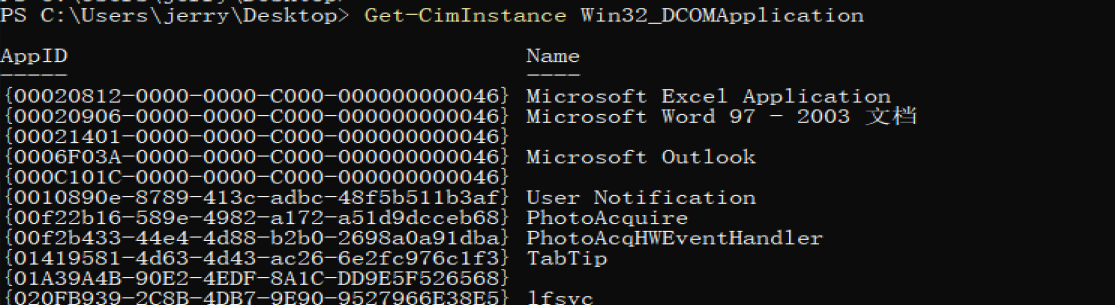 PS C:\Users\jerry\Desktop> Get-CimInstance Win32_DCOMApplication
AppID Name
----- ----
{00020812-0000-0000-C000-000000000046} Microsoft Excel Application
{00020906-0000-0000-C000-000000000046} Microsoft Word 97 - 2003 文档
{00021401-0000-0000-C000-000000000046}
{0006F03A-0000-0000-C000-000000000046} Microsoft Outlook
{000C101C-0000-0000-C000-000000000046}
{0010890e-8789-413c-adbc-48f5b511b3af} User Notification
{00f22b16-589e-4982-a172-a51d9dcceb68} PhotoAcquire
{00f2b433-44e4-4d88-b2b0-2698a0a91dba} PhotoAcqHWEventHandler
{01419581-4d63-4d43-ac26-6e2fc976c1f3} TabTip
{01A39A4B-90E2-4EDF-8A1C-DD9E5F526568}
{020FB939-2C8B-4DB7-9E90-9527966E38E5} lfsvc